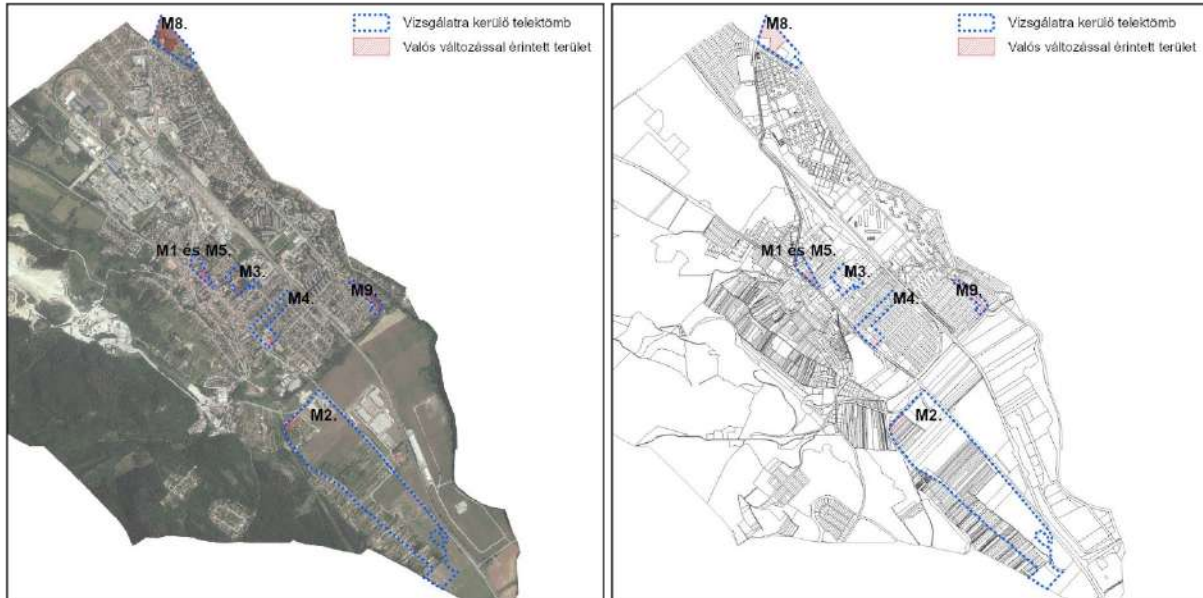 M8.
Vizsgálatra kerülő telektömb
Valós változással érintett terület
M1 és M5.
M3.
M4.
M9.
M2.
M8.
Vizsgálatra kerülő telektömb
Valós változással érintett terület
M1 és M5.
M3.
M4.
M9.
M2.